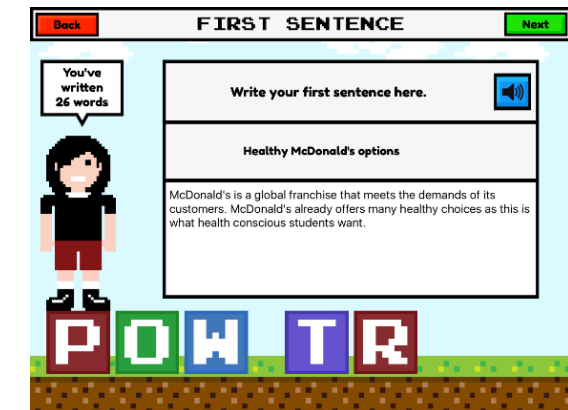 Back
FIRST SENTENCE
Next
You've
written
26 words
Write your first sentence here.
Healthy McDonald's options
McDonald's is a global franchise that meets the demands of its
customers. McDonald's already offers many healthy choices as this is
what health conscious students want.
POW TR